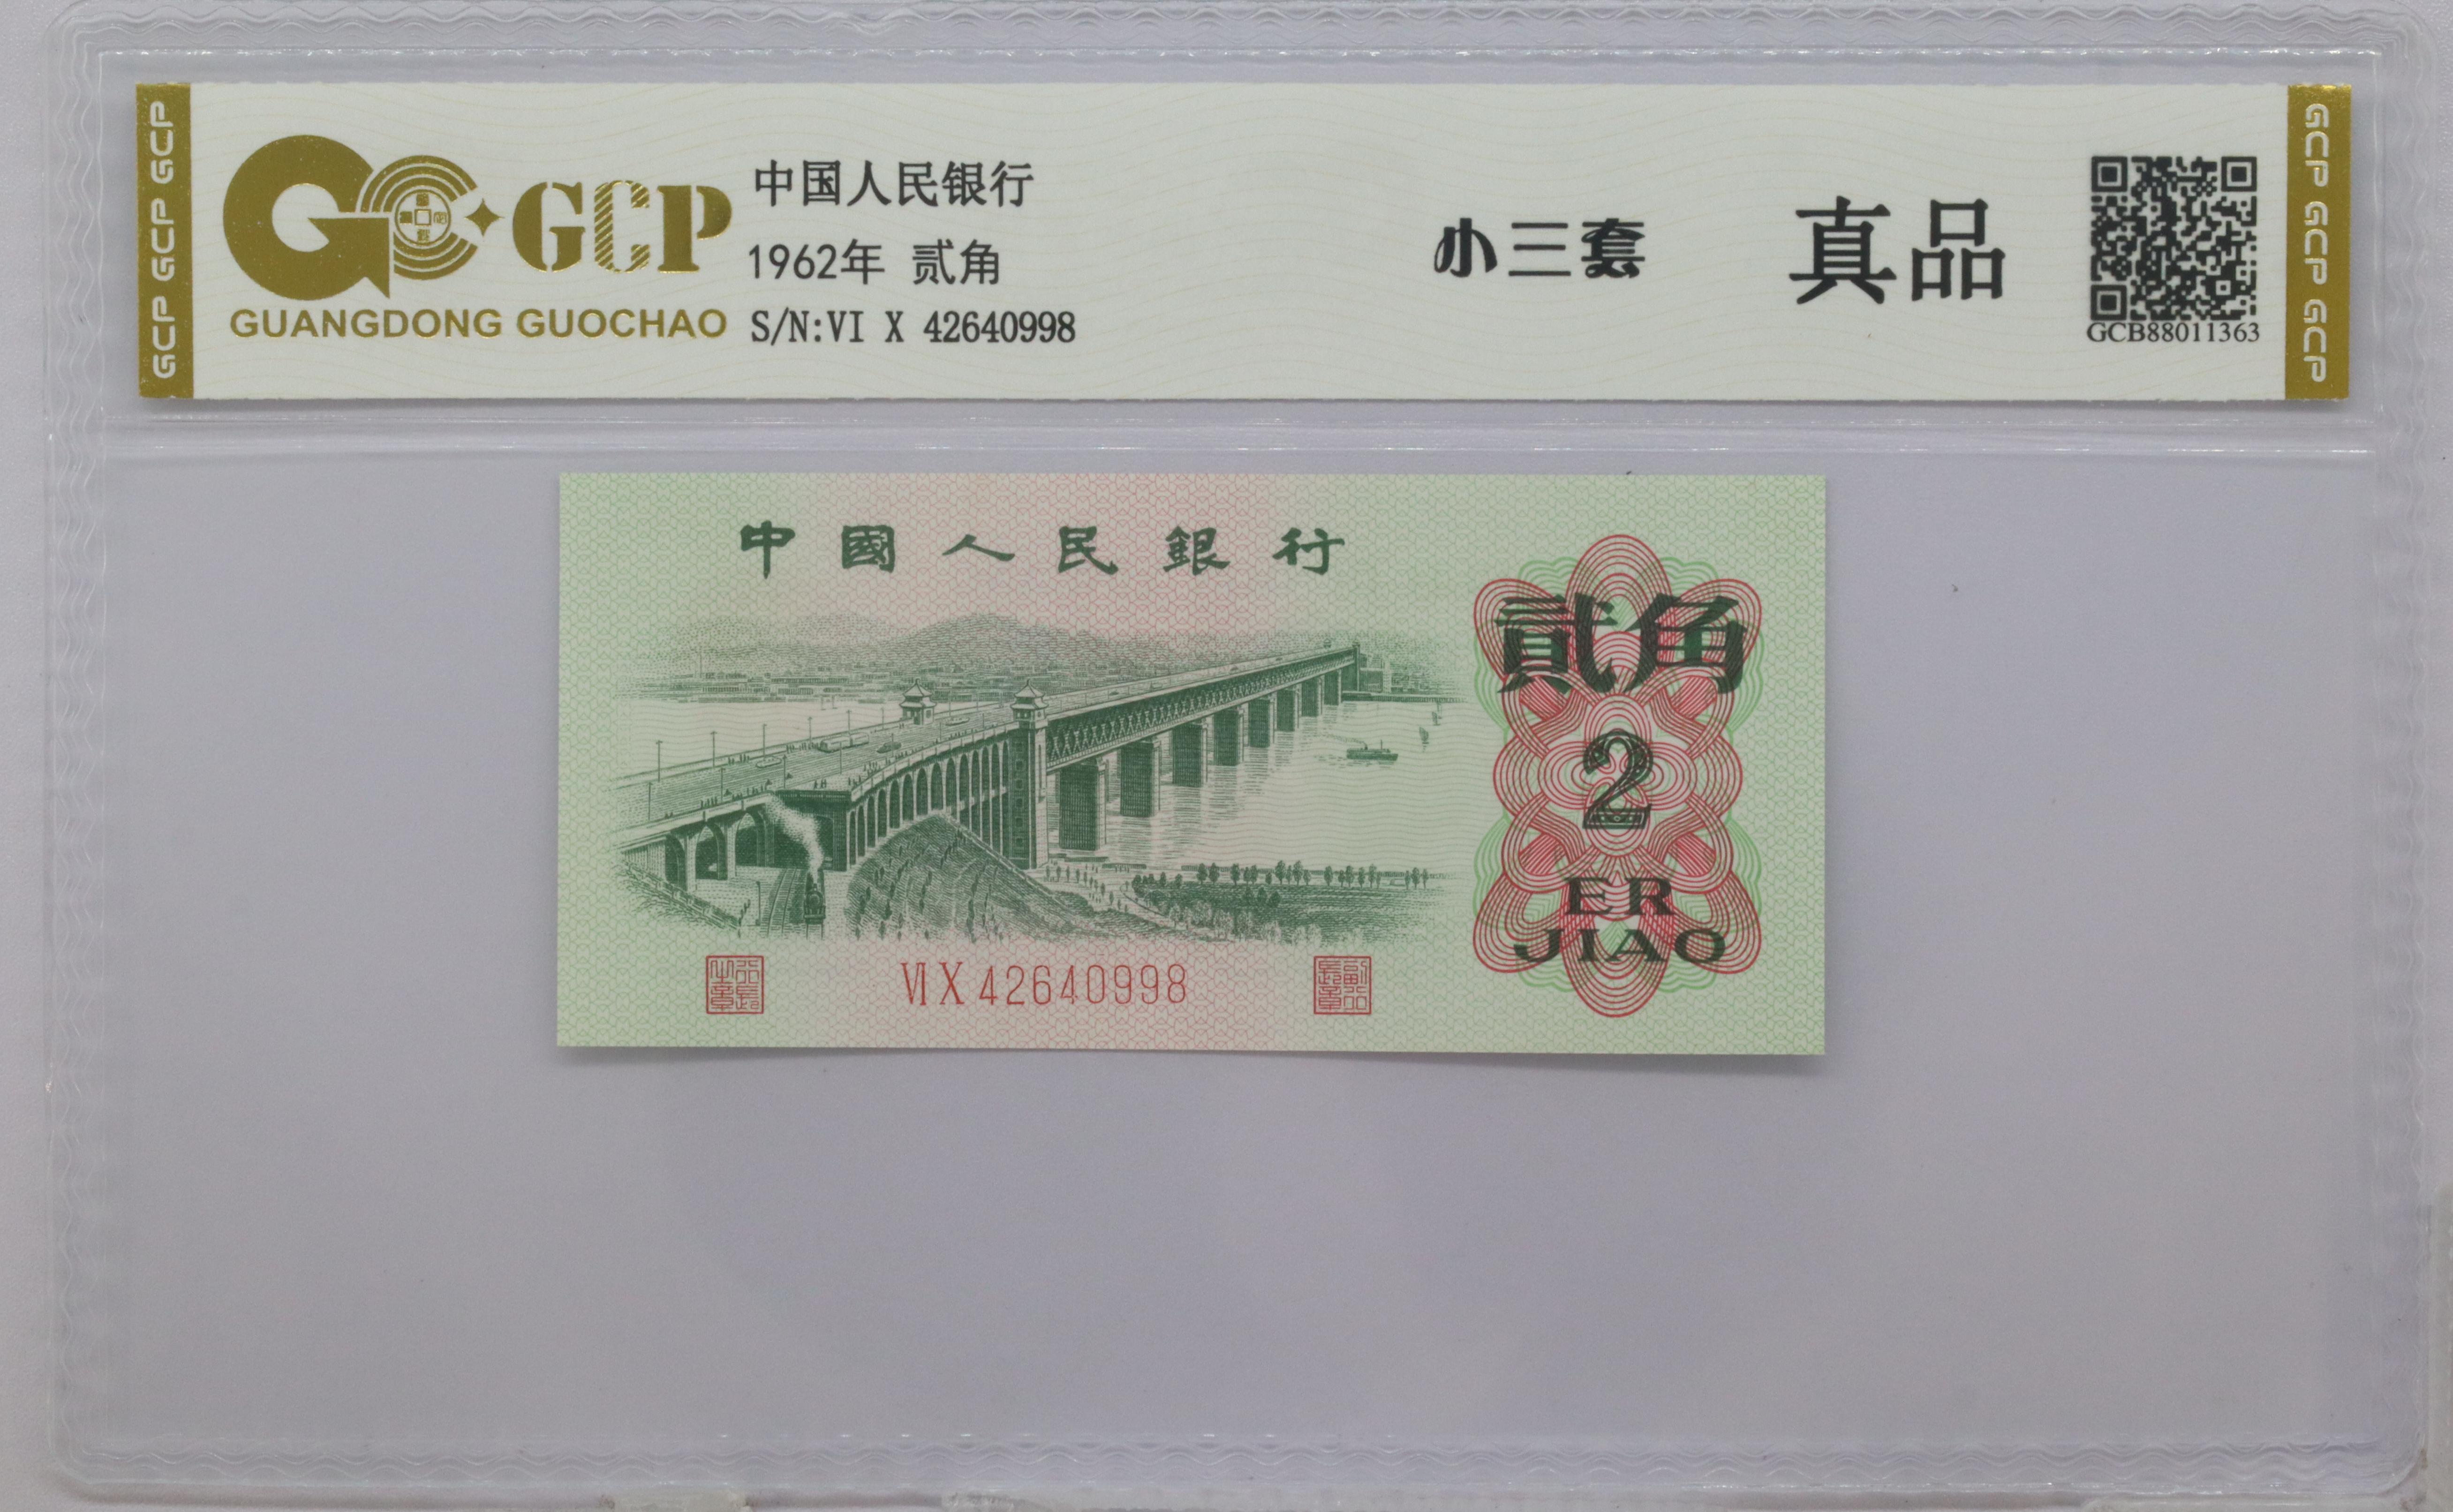 GCP GCP GCP
GCP
GUANGDONG GUOCHAO
中国人民银行
1962年 贰角
S/N:VI X 42640998
小三套
真品
GCB88011363
GCP GCP GCP
中國人民銀行
貳角
2
ER
JIAO
VI X 42640998